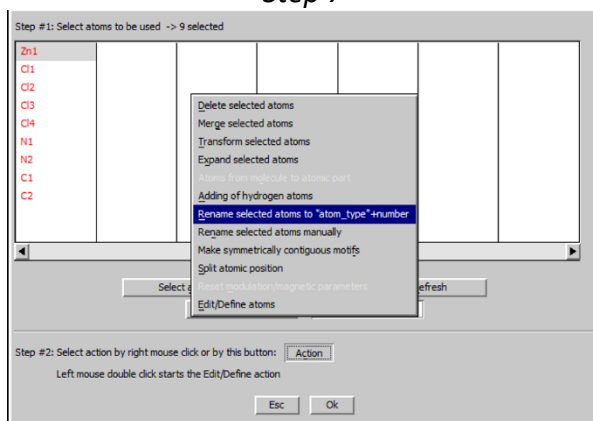 Step #1: Select atoms to be used -> 9 selected
Zn1
Cl1
Cl2
Cl3
Cl4
N1
N2
C1
C2
Delete selected atoms
Merge selected atoms
Transform selected atoms
Expand selected atoms
Atoms from molecule to atomic part
Adding of hydrogen atoms
Rename selected atoms to "atom_type"+number
Rename selected atoms manually
Make symmetrically contiguous motifs
Split atomic position
Reset modulation/magnetic parameters
Edit/Define atoms
Select
efresh
Step #2: Select action by right mouse click or by this button: Action
Left mouse double click starts the Edit/Define action
Esc Ok